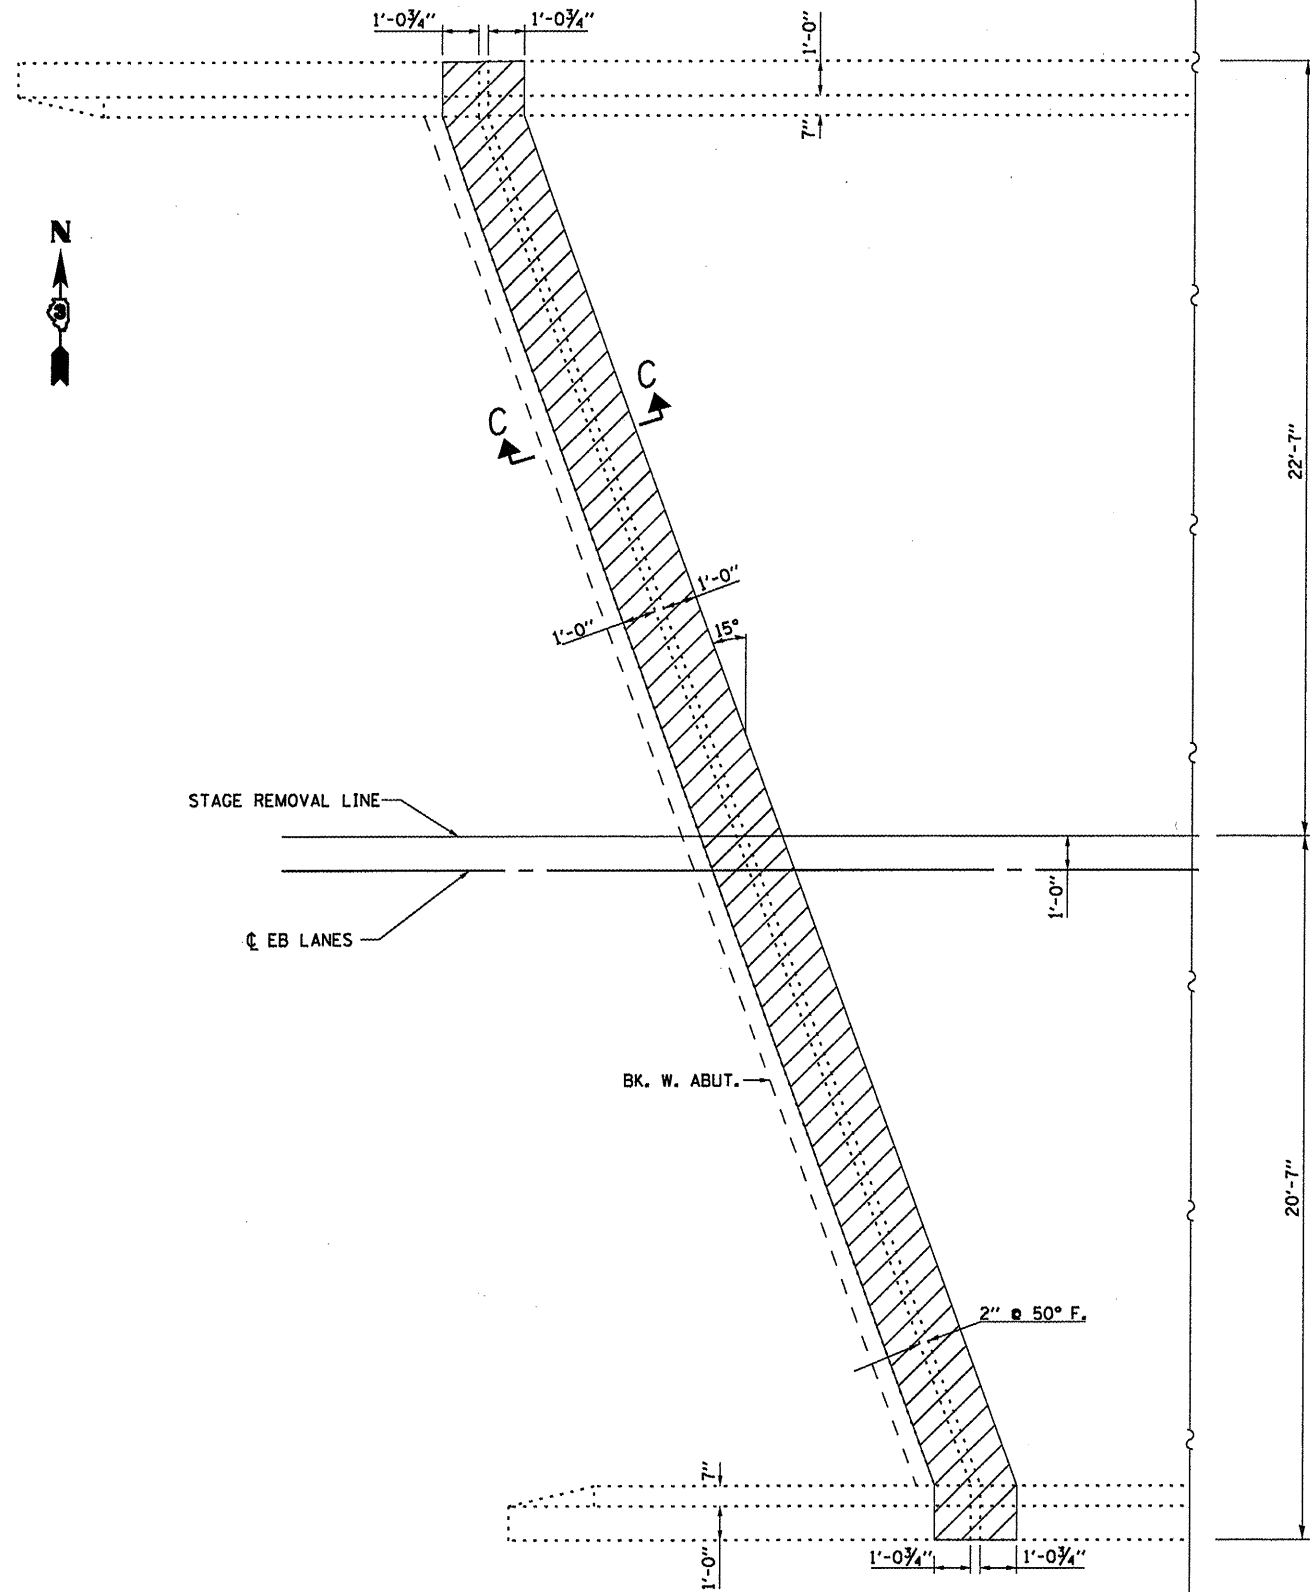 1'-0¾" 1'-0¾"
1'-0"
7"
N
3
C
C
22'-7"
1'-0"
1'-0"
15°
STAGE REMOVAL LINE
1'-0"
℄ EB LANES
BK. W. ABUT.
20'-7"
2" @ 50° F.
7"
1'-0"
1'-0¾" 1'-0¾"